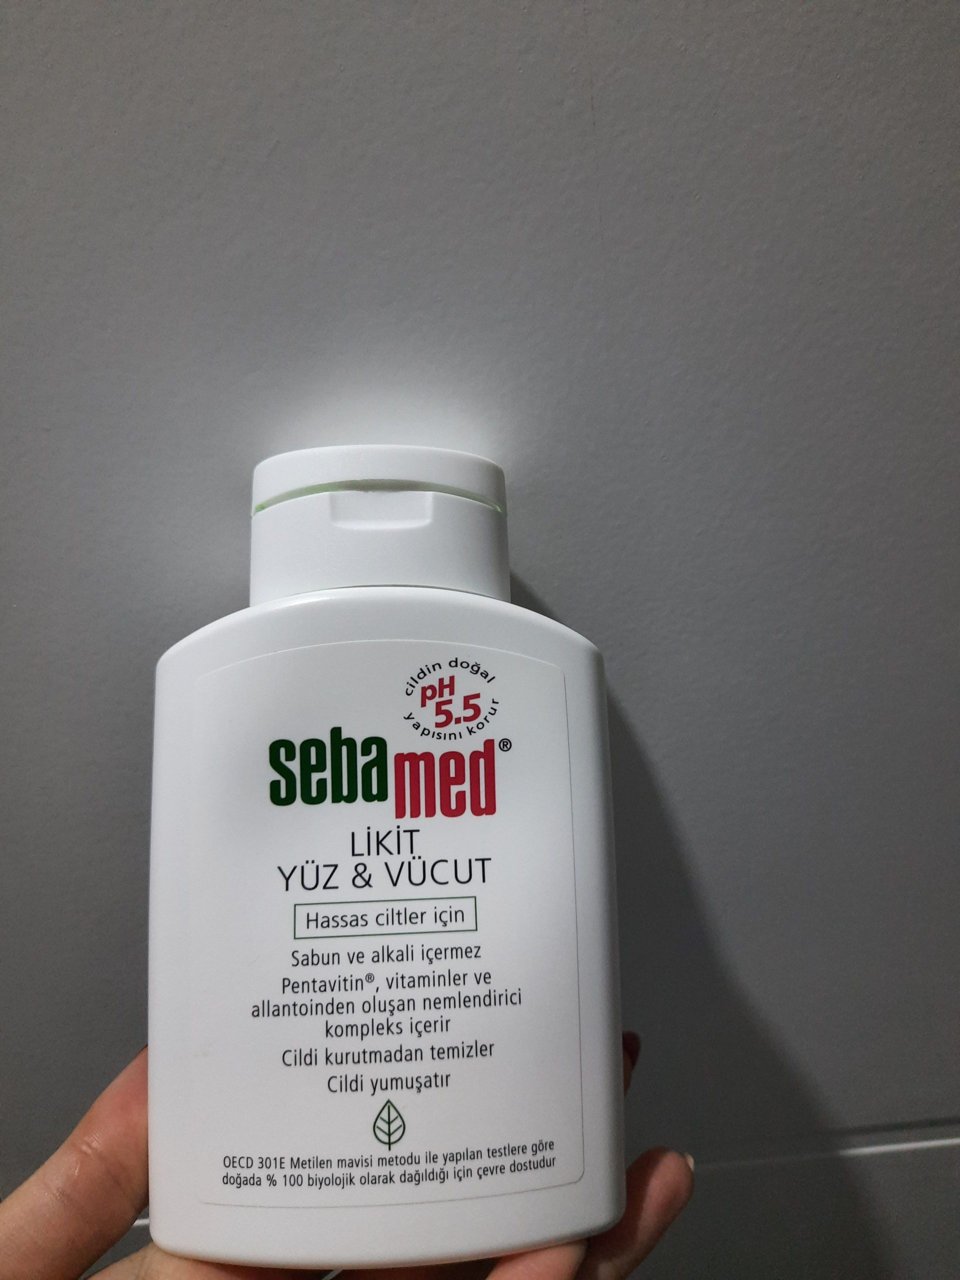 cildin doğal
pH
5.5
yapısını korur
sebamed®
LİKİT
YÜZ & VÜCUT
Hassas ciltler için
Sabun ve alkali içermez
Pentavitin®, vitaminler ve
allantoinden oluşan nemlendirici
kompleks içerir
Cildi kurutmadan temizler
Cildi yumuşatır
OECD 301E Metilen mavisi metodu ile yapılan testlere göre
doğada % 100 biyolojik olarak dağıldığı için çevre dostudur